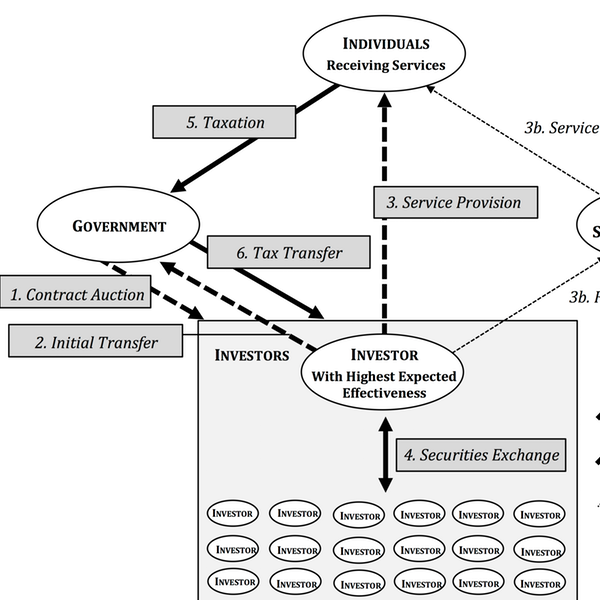 INDIVIDUALS
Receiving Services
5. Taxation
3b. Service
3. Service Provision
GOVERNMENT
S
6. Tax Transfer
1. Contract Auction
3b.
2. Initial Transfer
INVESTORS
INVESTOR
With Highest Expected
Effectiveness
4. Securities Exchange
INVESTOR INVESTOR INVESTOR INVESTOR INVESTOR INVESTOR
INVESTOR INVESTOR INVESTOR INVESTOR INVESTOR INVESTOR
INVESTOR INVESTOR INVESTOR INVESTOR INVESTOR INVESTOR